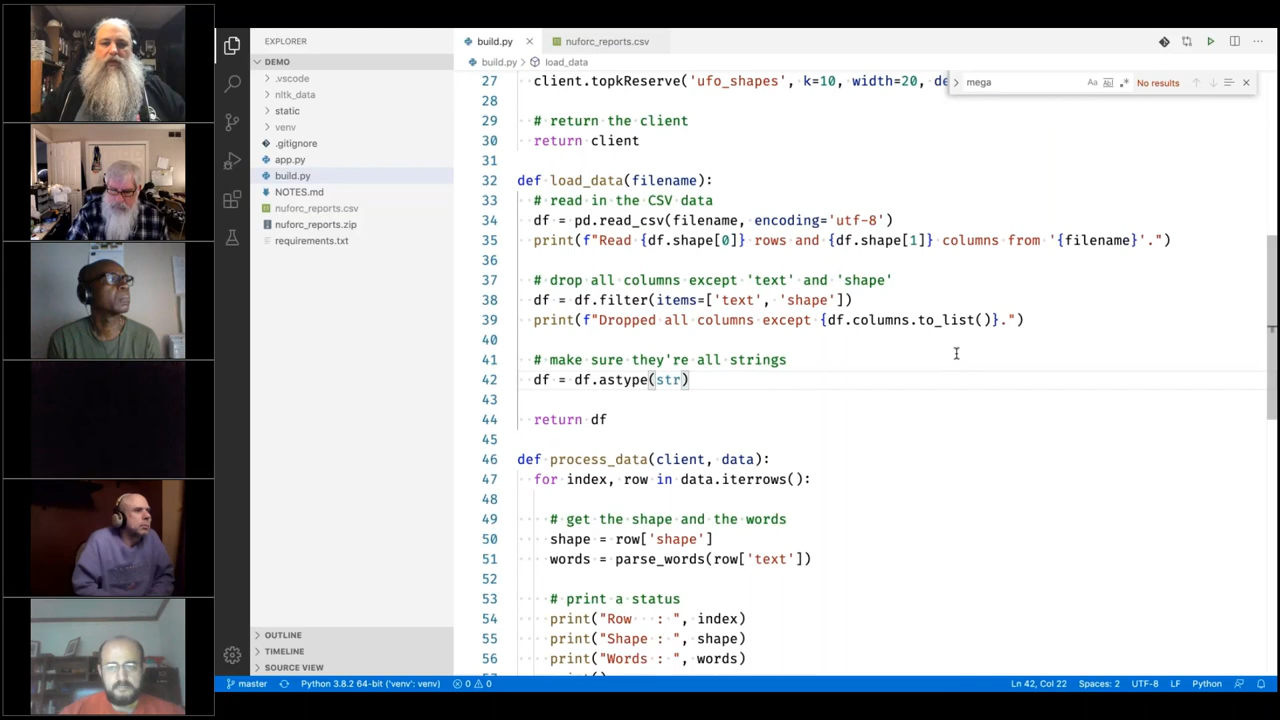 EXPLORER
DEMO
.vscode
nltk_data
static
venv
.gitignore
app.py
build.py
NOTES.md
nuforc_reports.csv
nuforc_reports.zip
requirements.txt
OUTLINE
TIMELINE
SOURCE VIEW
build.py
nuforc_reports.csv
build.py > load_data
mega
No results
27 client.topkReserve('ufo_shapes', k=10, width=20, de
28
29 # return the client
30 return client
31
32 def load_data(filename):
33 # read in the CSV data
34 df = pd.read_csv(filename, encoding='utf-8')
35 print(f"Read {df.shape[0]} rows and {df.shape[1]} columns from '{filename}'.")
36
37 # drop all columns except 'text' and 'shape'
38 df = df.filter(items=['text', 'shape'])
39 print(f"Dropped all columns except {df.columns.to_list()}.")
40
41 # make sure they're all strings
42 df = df.astype(str)
43
44 return df
45
46 def process_data(client, data):
47 for index, row in data.iterrows():
48
49 # get the shape and the words
50 shape = row['shape']
51 words = parse_words(row['text'])
52
53 # print a status
54 print("Row   : ", index)
55 print("Shape : ", shape)
56 print("Words : ", words)
master
Python 3.8.2 64-bit ('venv': venv)
0 0
Ln 42, Col 22
Spaces: 2
UTF-8
LF
Python